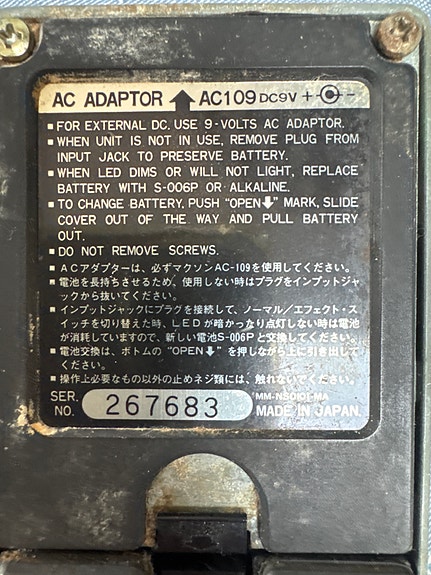 AC ADAPTOR ⬆ AC109 DC9V +-
■ FOR EXTERNAL DC. USE 9-VOLTS AC ADAPTOR.
■ WHEN UNIT IS NOT IN USE, REMOVE PLUG FROM
INPUT JACK TO PRESERVE BATTERY.
■ WHEN LED DIMS OR WILL NOT LIGHT, REPLACE
BATTERY WITH S-006P OR ALKALINE.
■ TO CHANGE BATTERY, PUSH "OPEN⬇" MARK, SLIDE
COVER OUT OF THE WAY AND PULL BATTERY
OUT.
■ DO NOT REMOVE SCREWS.
■ ACアダプターは、必ずマクソンAC-109を使用してください。
■ 電池を長持ちさせるため、使用しない時はプラグをインプットジャ
ックから抜いてください。
■ インプットジャックにプラグを接続して、ノーマル/エフェクト・ス
イッチを切り替えた時、LEDが暗かったり点灯しない時は電池
が消耗していますので、新しい電池S-006Pと交換してください。
■ 電池交換は、ボトムの "OPEN⬇" を押しながら上に引き出して
ください。
■ 操作上必要なもの以外の止めネジ類には、触れないでください。
SER. NO. 267683
MM-NS0101-MA
MADE IN JAPAN.